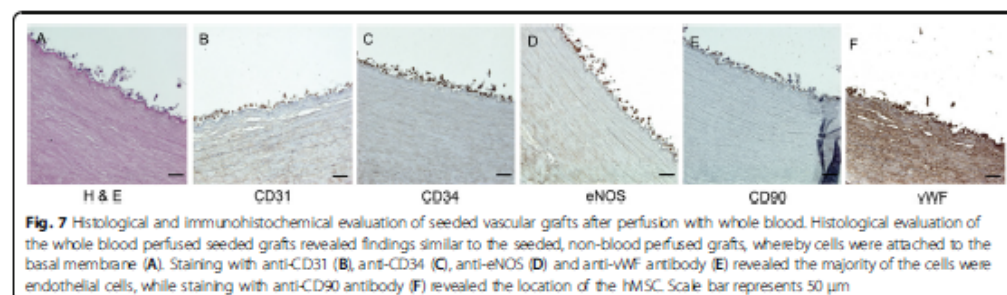 A B C D E F
H & E CD31 CD34 eNOS CD90 vWF
Fig. 7 Histological and immunohistochemical evaluation of seeded vascular grafts after perfusion with whole blood. Histological evaluation of
the whole blood perfused seeded grafts revealed findings similar to the seeded, non-blood perfused grafts, whereby cells were attached to the
basal membrane (A). Staining with anti-CD31 (B), anti-CD34 (C), anti-eNOS (D) and anti-vWF antibody (E) revealed the majority of the cells were
endothelial cells, while staining with anti-CD90 antibody (F) revealed the location of the hMSC. Scale bar represents 50 μm